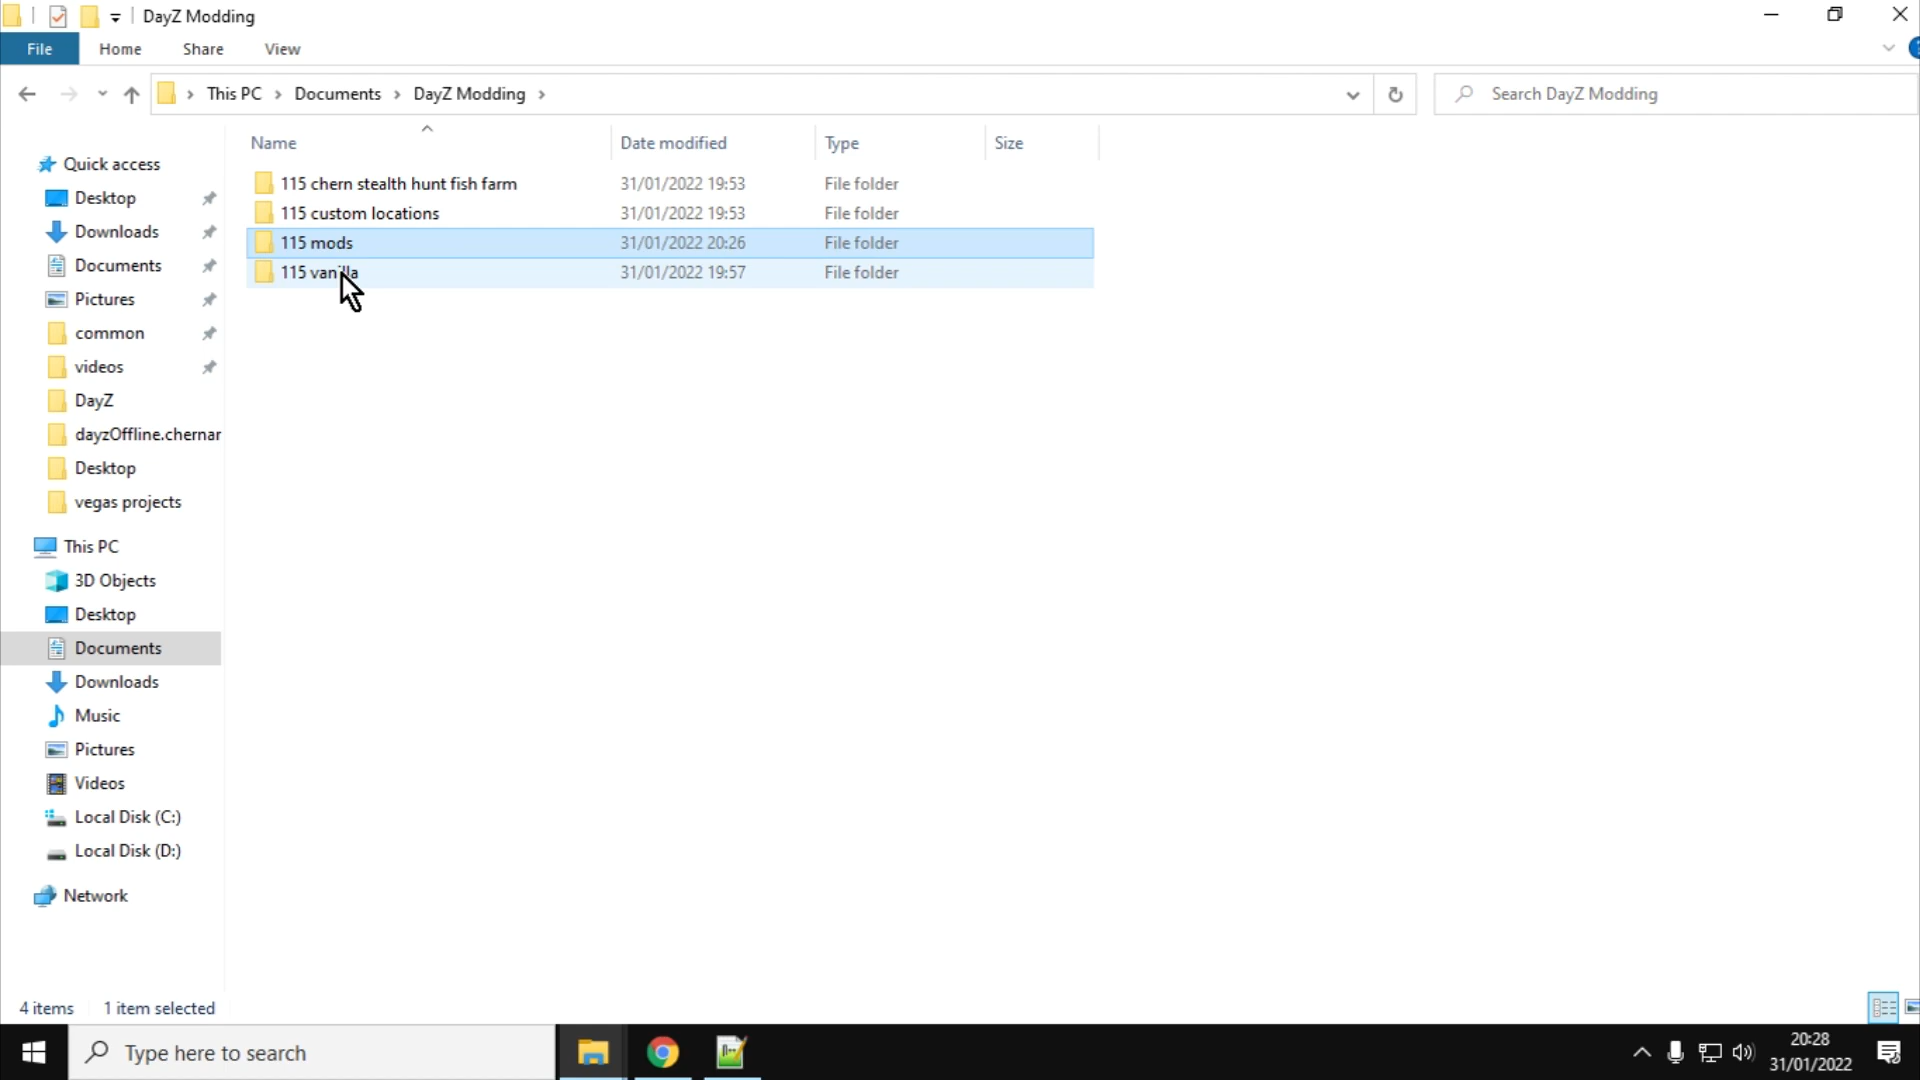 DayZ Modding
File Home Share View
This PC Documents DayZ Modding
Search DayZ Modding
Name Date modified Type Size
115 chern stealth hunt fish farm 31/01/2022 19:53 File folder
115 custom locations 31/01/2022 19:53 File folder
115 mods 31/01/2022 20:26 File folder
115 vanilla 31/01/2022 19:57 File folder
Quick access
Desktop
Downloads
Documents
Pictures
common
videos
DayZ
dayzOffline.chernar
Desktop
vegas projects
This PC
3D Objects
Desktop
Documents
Downloads
Music
Pictures
Videos
Local Disk (C:)
Local Disk (D:)
Network
4 items 1 item selected
Type here to search
20:28
31/01/2022